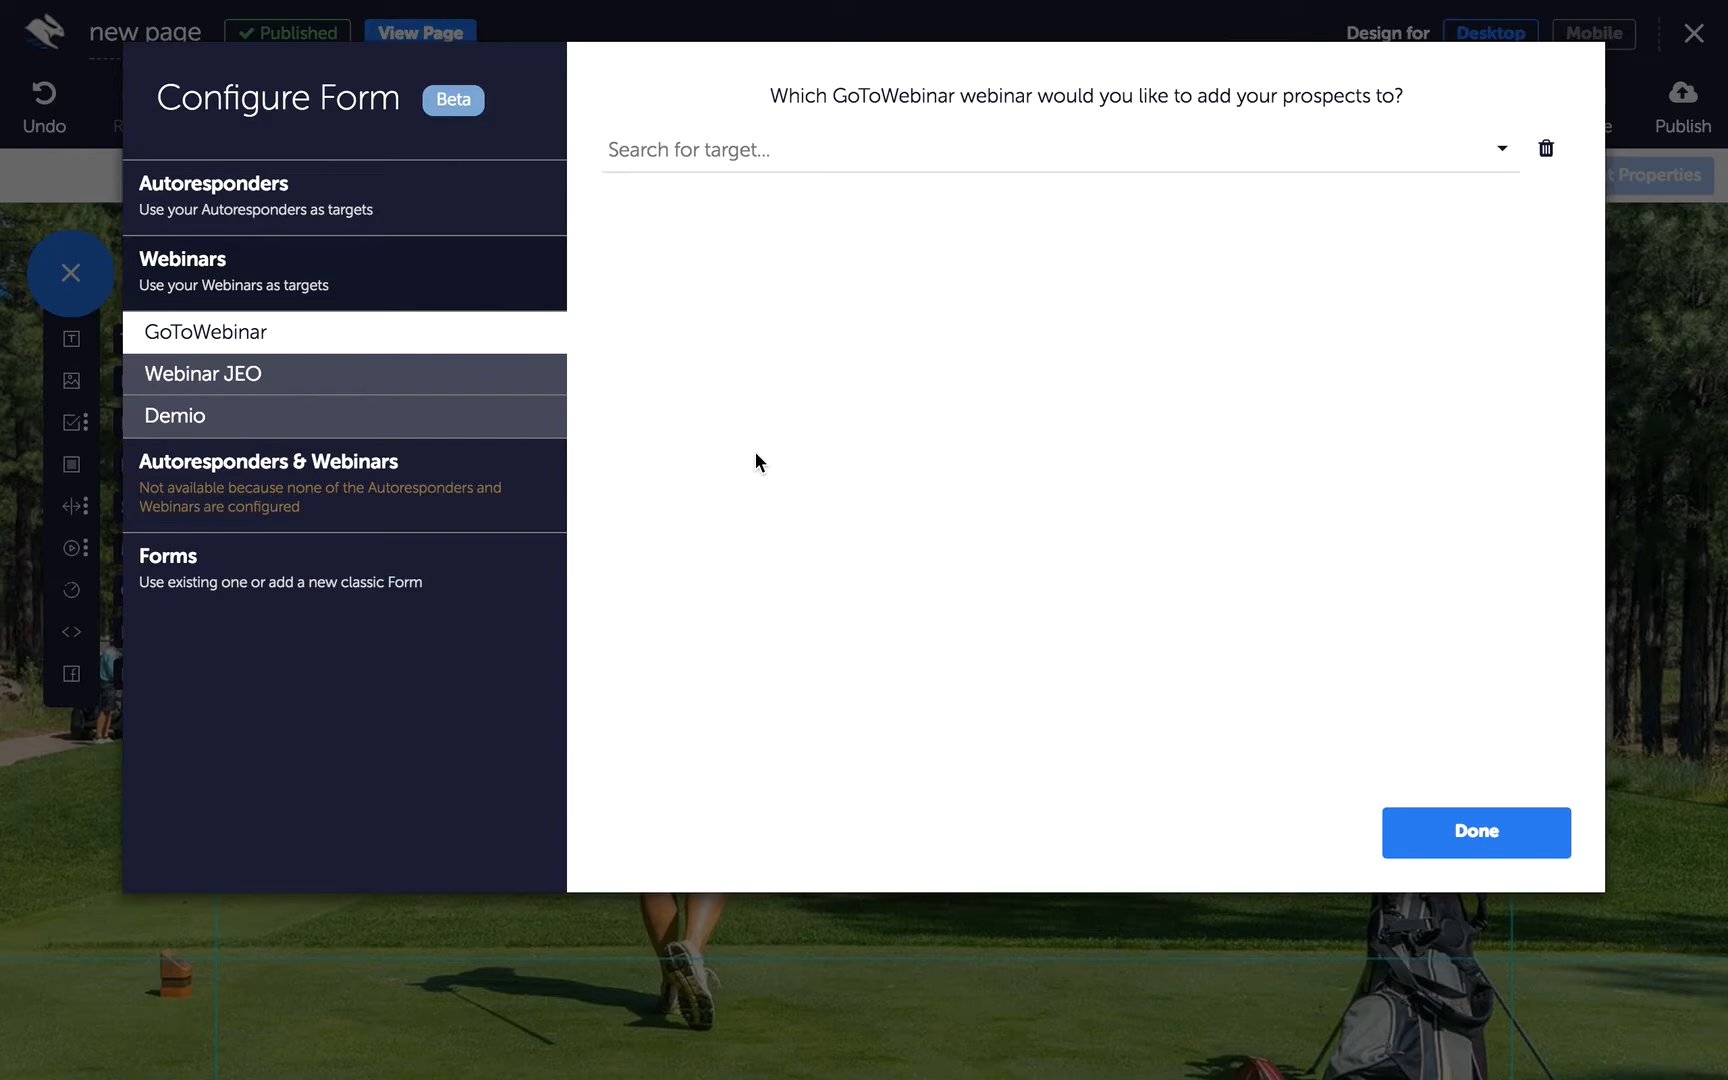 new page
Published
View Page
Design for
Desktop
Mobile
Undo
Publish
Properties
Configure Form
Beta
Autoresponders
Use your Autoresponders as targets
Webinars
Use your Webinars as targets
GoToWebinar
Webinar JEO
Demio
Autoresponders & Webinars
Not available because none of the Autoresponders and
Webinars are configured
Forms
Use existing one or add a new classic Form
Which GoToWebinar webinar would you like to add your prospects to?
Search for target...
Done